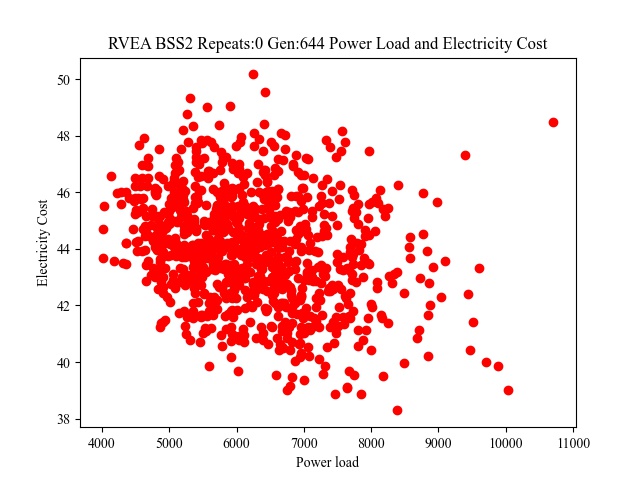 RVEA BSS2 Repeats:0 Gen:644 Power Load and Electricity Cost
50
48
46
44
42
40
38
Electricity Cost
4000 5000 6000 7000 8000 9000 10000 11000
Power load